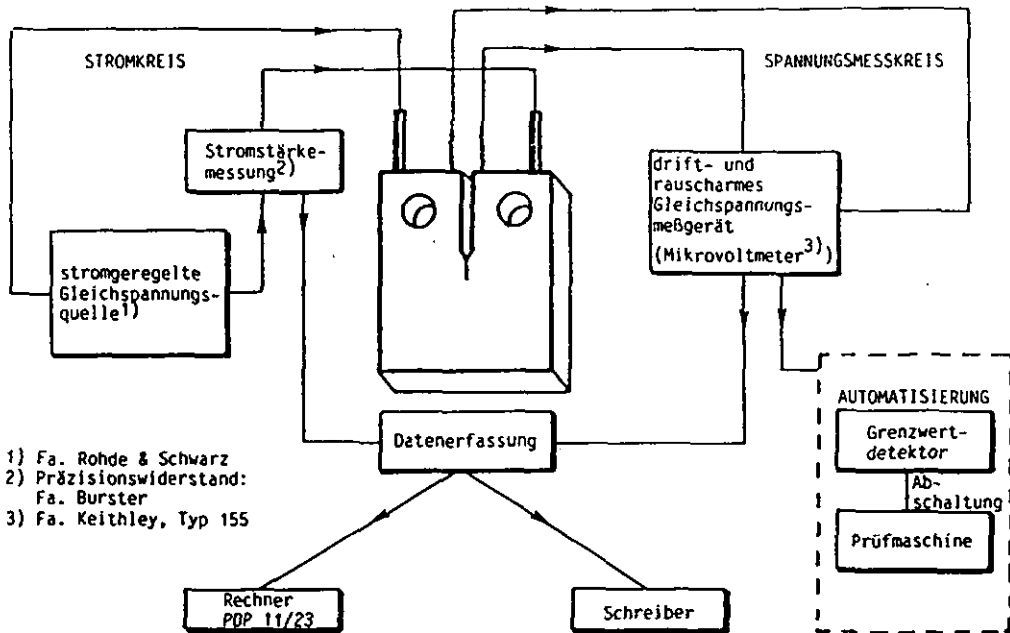 STROMKREIS
SPANNUNGSMESSKREIS
Stromstärke-
messung2)
drift- und
rauscharmes
Gleichspannungs-
meßgerät
(Mikrovoltmeter3))
stromgeregelte
Gleichspannungs-
quelle1)
AUTOMATISIERUNG
Grenzwert-
detektor
Ab-
schaltung
Prüfmaschine
Datenerfassung
1) Fa. Rohde & Schwarz
2) Präzisionswiderstand:
Fa. Burster
3) Fa. Keithley, Typ 155
Rechner
PDP 11/23
Schreiber